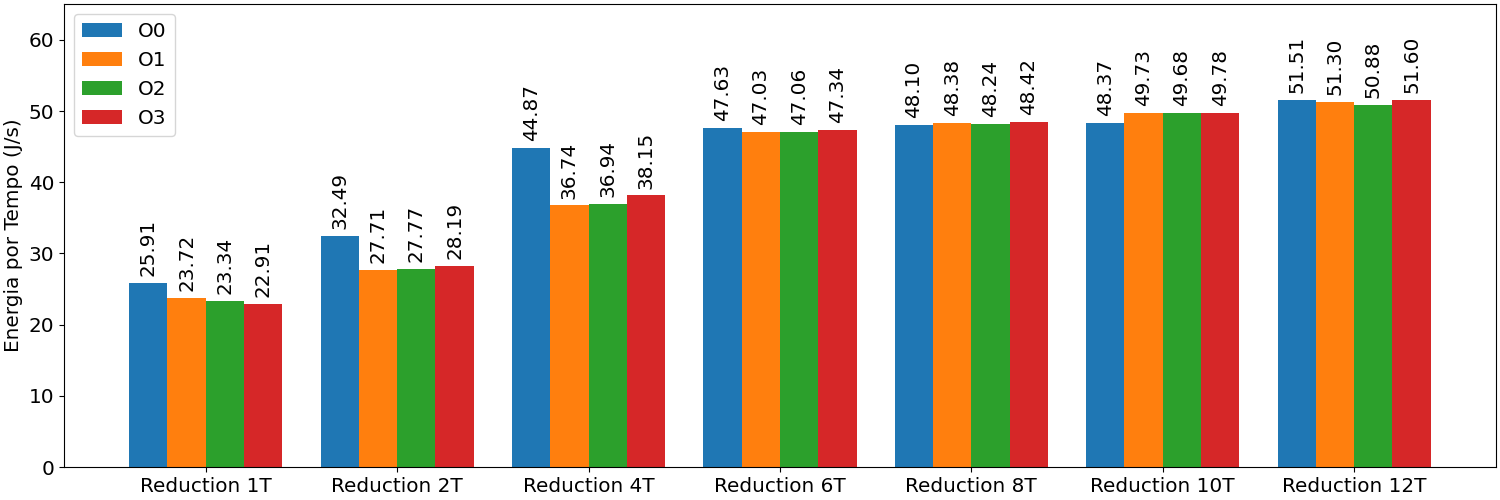 Energia por Tempo (J/s)
60
50
40
30
20
10
0
O0
O1
O2
O3
25.91
23.72
23.34
22.91
32.49
27.71
27.77
28.19
44.87
36.74
36.94
38.15
47.63
47.03
47.06
47.34
48.10
48.38
48.24
48.42
48.37
49.73
49.68
49.78
51.51
51.30
50.88
51.60
Reduction 1T
Reduction 2T
Reduction 4T
Reduction 6T
Reduction 8T
Reduction 10T
Reduction 12T